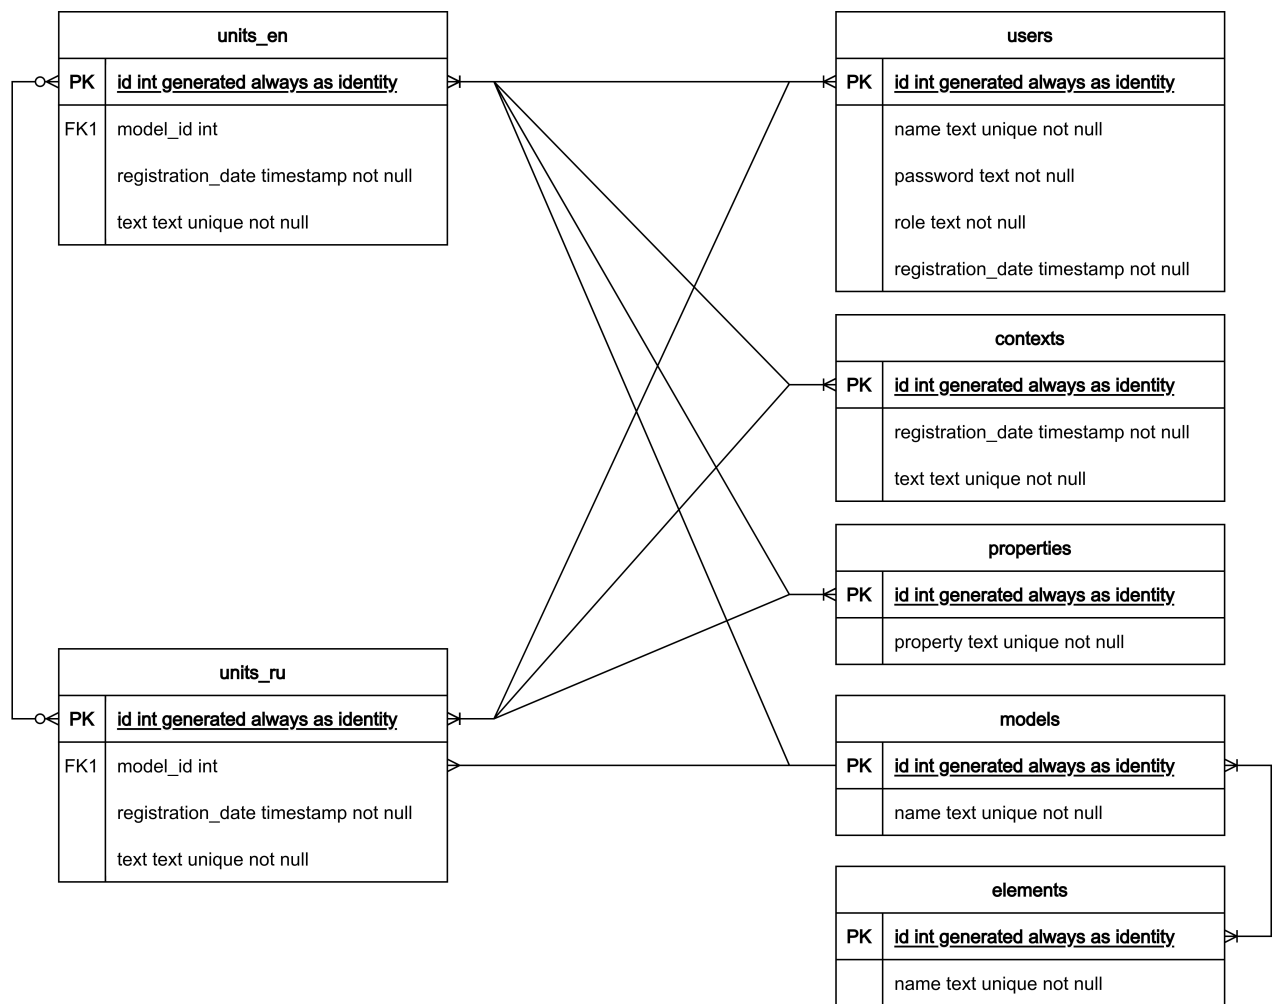 units_en
PK id int generated always as identity
FK1 model_id int
registration_date timestamp not null
text text unique not null
users
PK id int generated always as identity
name text unique not null
password text not null
role text not null
registration_date timestamp not null
contexts
PK id int generated always as identity
registration_date timestamp not null
text text unique not null
properties
PK id int generated always as identity
property text unique not null
units_ru
PK id int generated always as identity
FK1 model_id int
registration_date timestamp not null
text text unique not null
models
PK id int generated always as identity
name text unique not null
elements
PK id int generated always as identity
name text unique not null